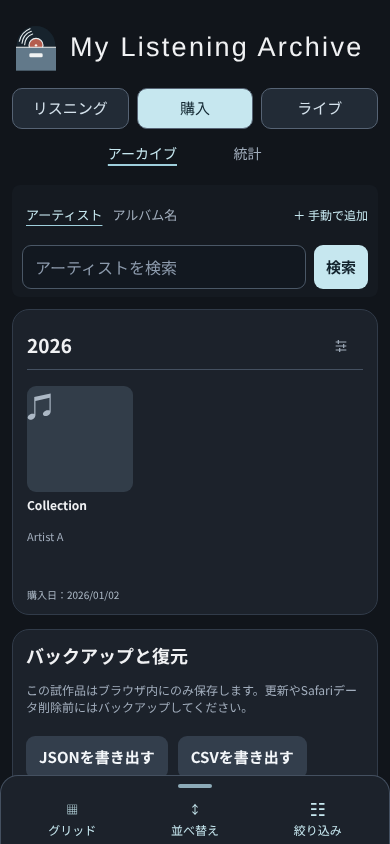 My Listening Archive
リスニング
購入
ライブ
アーカイブ
統計
アーティスト
アルバム名
＋手動で追加
アーティストを検索
検索
2026
Collection
Artist A
購入日：2026/01/02
バックアップと復元
この試作品はブラウザ内にのみ保存します。更新やSafariデー
タ削除前にはバックアップしてください。
JSONを書き出す
CSVを書き出す
グリッド
並べ替え
絞り込み